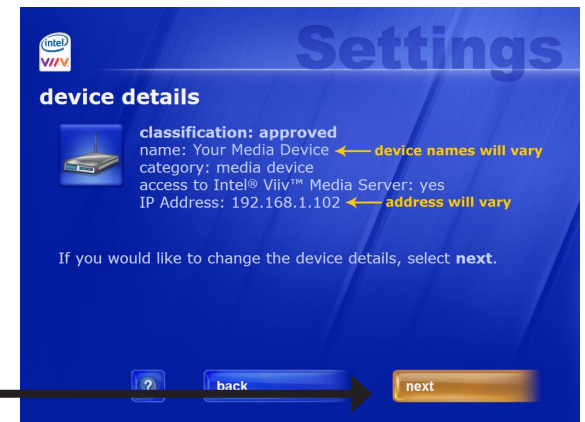 intel
VIIV
Settings
device details
classification: approved
name: Your Media Device device names will vary
category: media device
access to Intel® Viiv™ Media Server: yes
IP Address: 192.168.1.102 address will vary
If you would like to change the device details, select next.
? back next